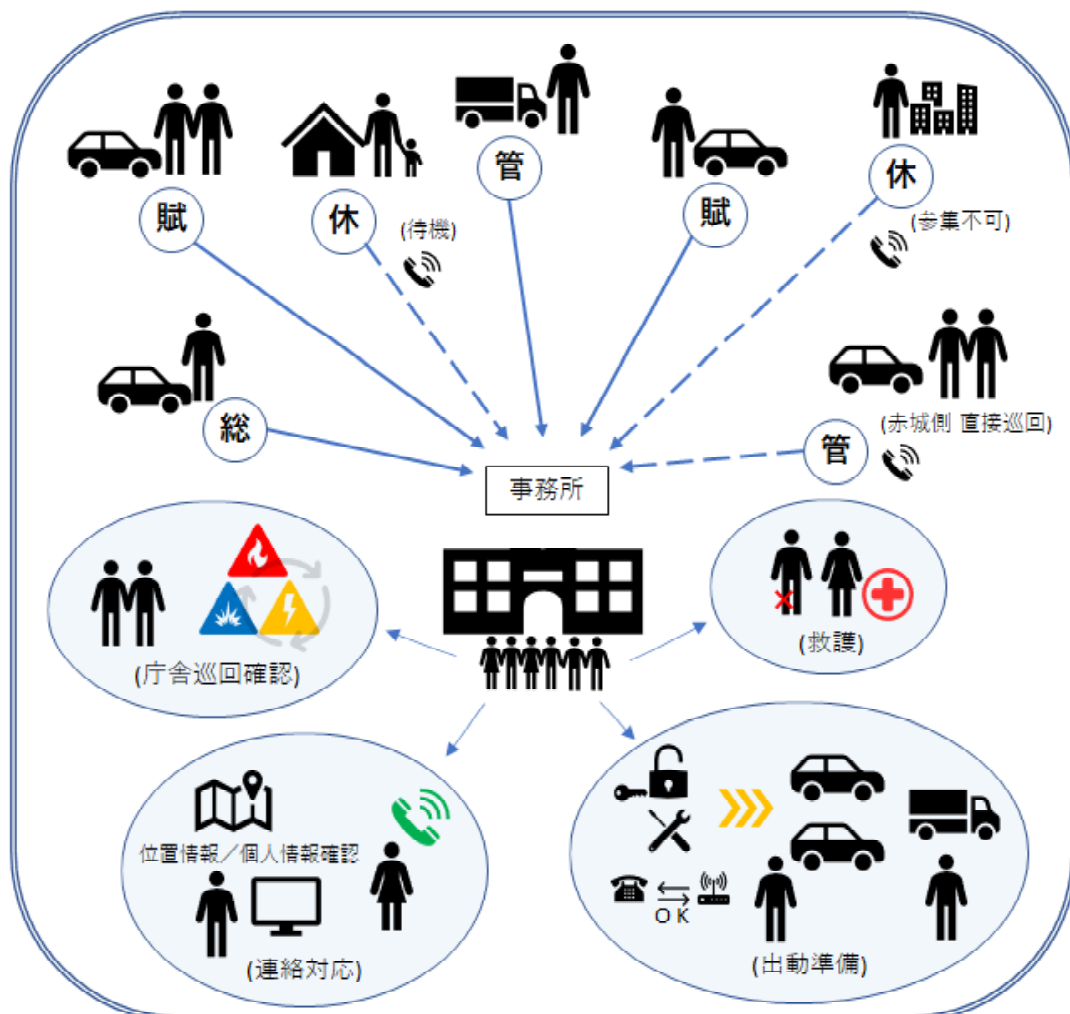 賦
休
(待機)
管
賦
休
(参集不可)
総
管
(赤城側 直接巡回)
事務所
(庁舎巡回確認)
(救護)
位置情報／個人情報確認
(連絡対応)
O K
(出動準備)